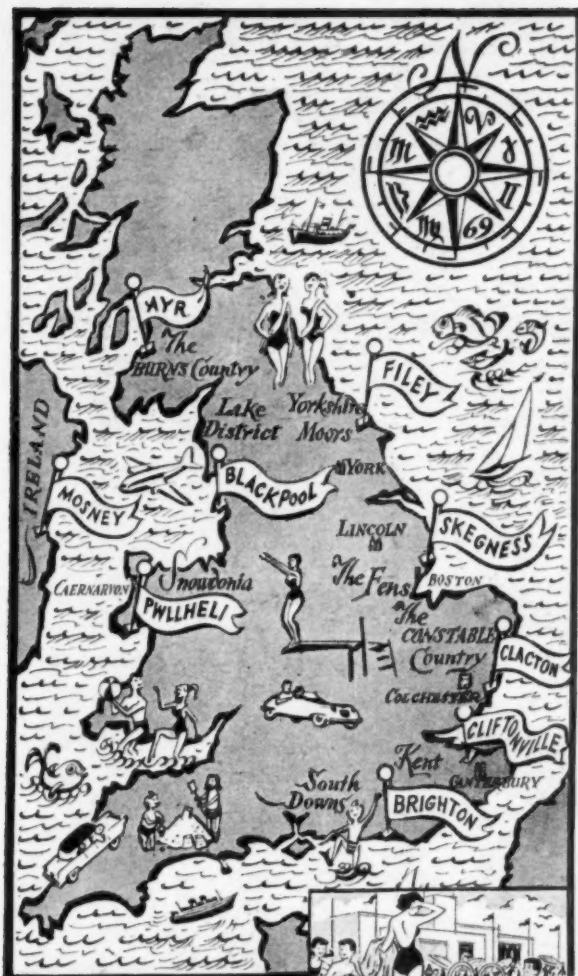 AYR
The
BURNS Country
FILEY
Lake
District
Yorkshire
Moors
IRELAND
BLACKPOOL
YORK
MOSNEY
SKEGNESS
LINCOLN
The Fens
BOSTON
Snowdonia
CAERNARVON
PWLLHELI
The
CONSTABLE
Country
CLACTON
COLCHESTER
CLIFTONVILLE
Kent
CANTERBURY
South
Downs
BRIGHTON